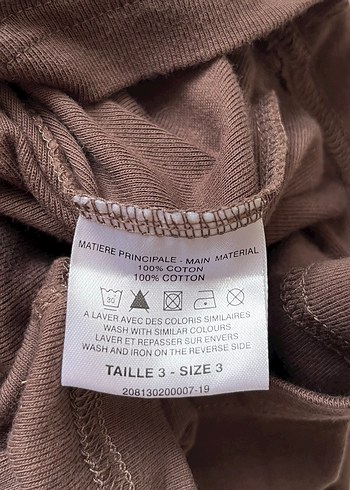 MATIERE PRINCIPALE - MAIN MATERIAL
100% COTON
100% COTTON
30
A LAVER AVEC DES COLORIS SIMILAIRES
WASH WITH SIMILAR COLOURS
LAVER ET REPASSER SUR ENVERS
WASH AND IRON ON THE REVERSE SIDE
TAILLE 3 - SIZE 3
208130200007-19